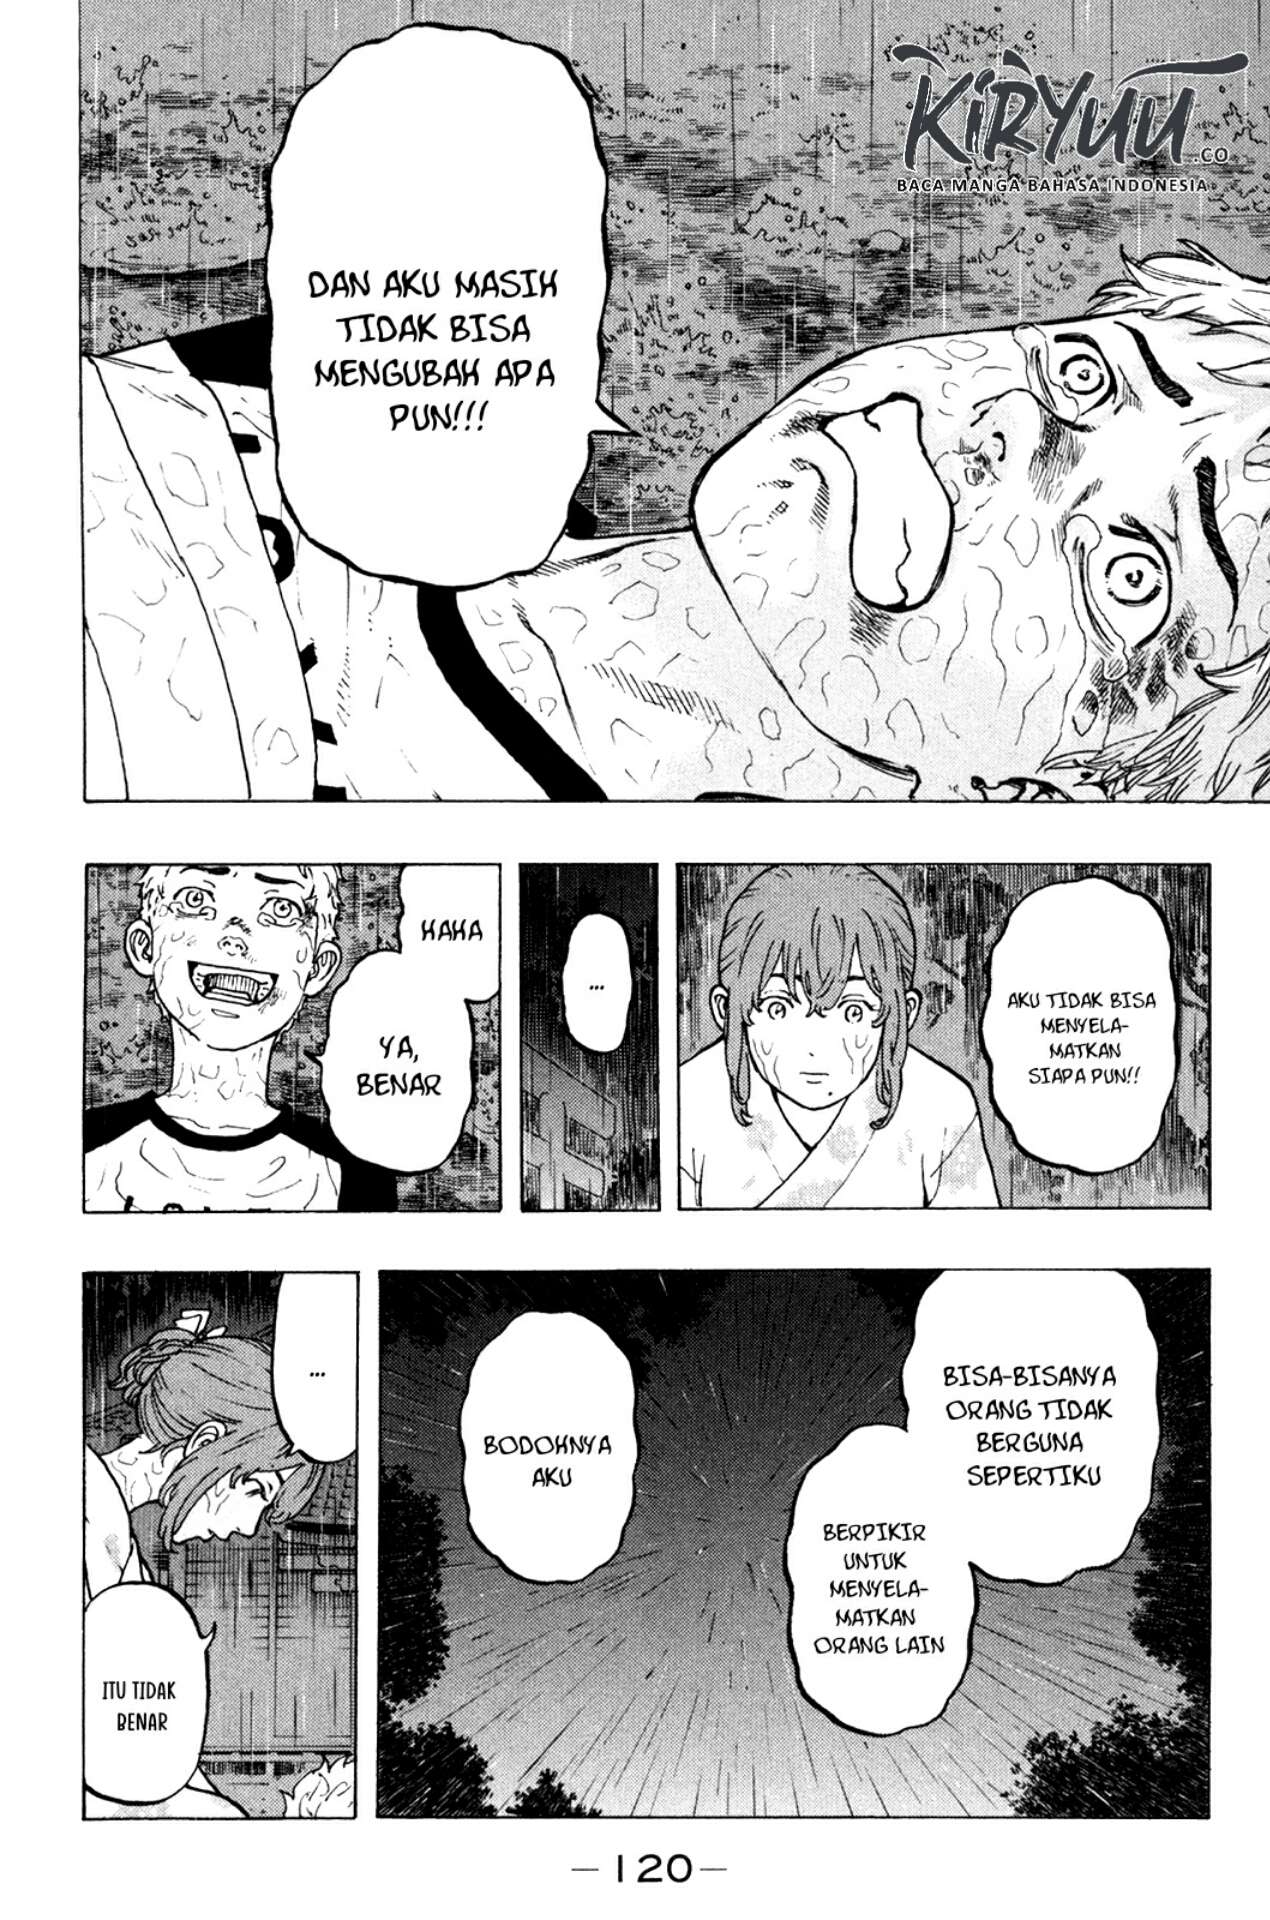 KIRYUU.CO
BACA MANGA BAHASA INDONESIA
DAN AKU MASIH
TIDAK BISA
MENGUBAH APA
PUN!!!
AKU TIDAK BISA
MENYELA-
MATKAN
SIAPA PUN!!
...
HAHA
YA,
BENAR
BISA-BISANYA
ORANG TIDAK
BERGUNA
SEPERTIKU
BERPIKIR
UNTUK
MENYELA-
MATKAN
ORANG LAIN
BODOHNYA
AKU
...
ITU TIDAK
BENAR
—120—